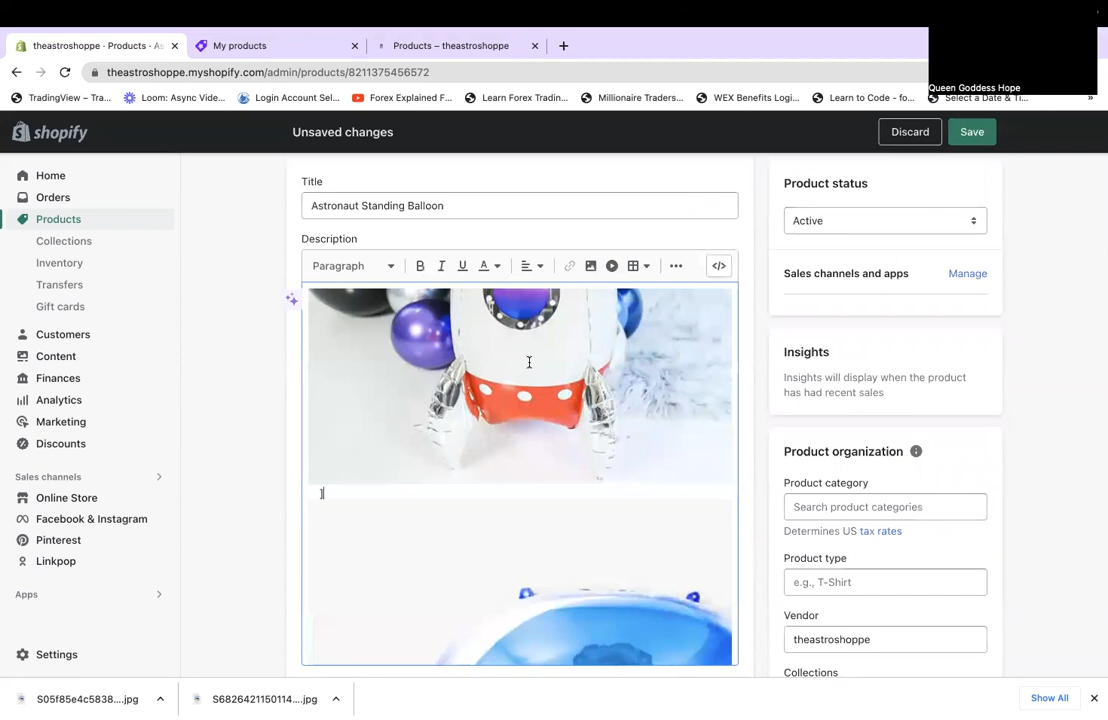 theastroshoppe · Products · As
My products
Products – theastroshoppe
theastroshoppe.myshopify.com/admin/products/8211375456572
Queen Goddess Hope
TradingView – Tra...
Loom: Async Vide...
Login Account Sel...
Forex Explained F...
Learn Forex Tradin...
Millionaire Traders...
WEX Benefits Logi...
Learn to Code - fo...
Select a Date & Ti...
»
shopify
Unsaved changes
Discard
Save
Home
Orders
Products
Collections
Inventory
Transfers
Gift cards
Customers
Content
Finances
Analytics
Marketing
Discounts
Sales channels
Online Store
Facebook & Instagram
Pinterest
Linkpop
Apps
Settings
Title
Astronaut Standing Balloon
Description
Paragraph
B I U A
</>
Product status
Active
Sales channels and apps
Manage
Insights
Insights will display when the product
has had recent sales
Product organization
Product category
Search product categories
Determines US tax rates
Product type
e.g., T-Shirt
Vendor
theastroshoppe
Collections
S05f85e4c5838....jpg
S6826421150114....jpg
Show All